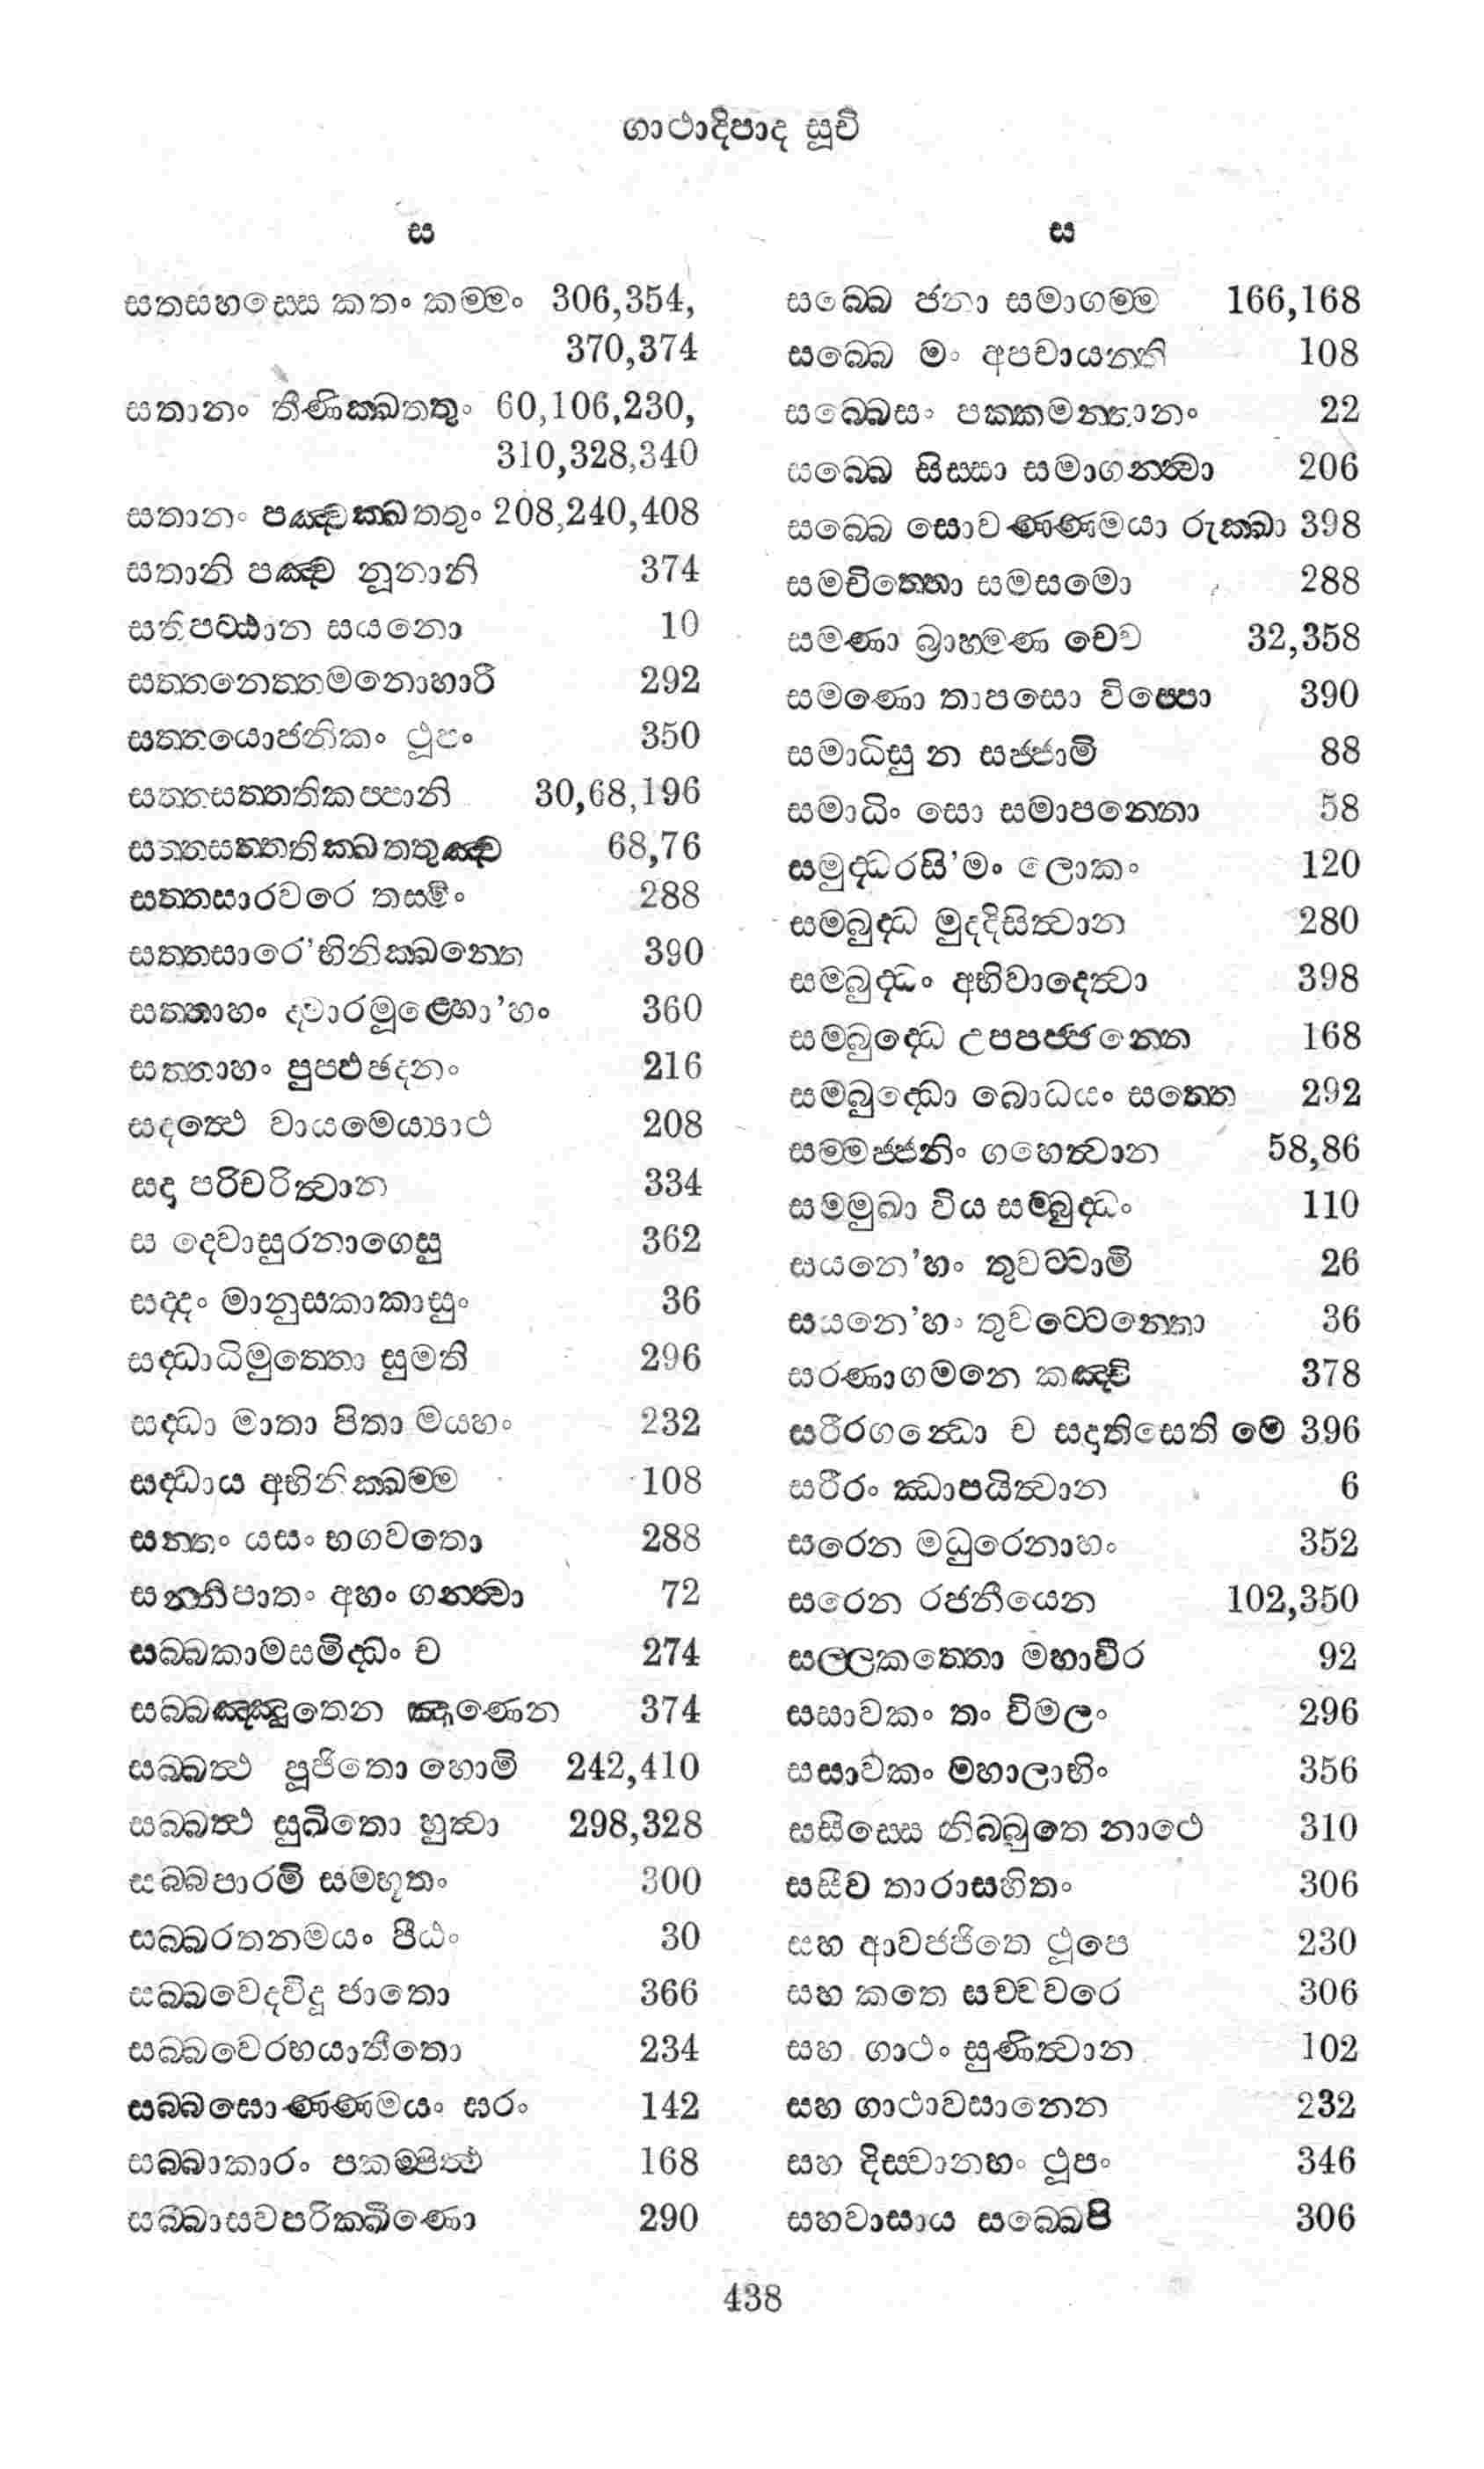 ගාථාදිපාද සූචි
ස
සතසහස්සෙ කතං කම්මං 306,354,
370,374
සතානං තීණික්ඛත්තුං 60,106,230,
310,328,340
සතානං පඤ්චක්ඛත්තුං 208,240,408
සතානි පඤ්ච නූනානි 374
සතිපට්ඨාන සයනො 10
සත්තනෙත්තමනොහාරී 292
සත්තයොජනිකං ථූපං 350
සත්තසත්තතිකප්පානි 30,68,196
සත්තසත්තතික්ඛත්තුඤ්ච 68,76
සත්තසාරවරෙ තස්මිං 288
සත්තසාරෙ'භිනික්ඛන්තෙ 390
සත්තාහං ද්වාරමූළ්හො'හං 360
සත්තාහං පුප්ඵඡදනං 216
සදත්ථෙ වායමෙය්‍යාථ 208
සදා පරිචරිත්‍වාන 334
ස දෙවාසුරනාගෙසු 362
සද්දං මානුසකාකාසුං 36
සද්ධාධිමුත්තො සුමති 296
සද්ධා මාතා පිතා මය්හං 232
සද්ධාය අභිනික්ඛම්ම 108
සන්තං යසං භගවතො 288
සන්තිපාතං අහං ගන්ත්‍වා 72
සබ්බකාමසමිද්ධිං ච 274
සබ්බඤ්ඤුතෙන ඤාණෙන 374
සබ්බත්ථ පූජිතො හොමි 242,410
සබ්බත්ථ සුඛිතො හුත්‍වා 298,328
සබ්බපාරමි සම්භූතං 300
සබ්බරතනමයං පීඨං 30
සබ්බවෙදවිදූ ජාතො 366
සබ්බවෙරභයාතීතො 234
සබ්බසොණ්ණමයං ඝරං 142
සබ්බාකාරං පකම්පිත්ථ 168
සබ්බාසවපරික්ඛීණො 290
ස
සබ්බෙ ජනා සමාගම්ම 166,168
සබ්බෙ මං අපචායන්ති 108
සබ්බෙසං පක්කමන්තානං 22
සබ්බෙ සිස්සා සමාගන්ත්‍වා 206
සබ්බෙ සොවණ්ණමයා රුක්ඛා 398
සමචිත්තො සමසමො 288
සමණා බ්‍රාහ්මණ චෙව 32,358
සමණො තාපසො විප්පො 390
සමාධිසු න සජ්ජාමි 88
සමාධිං සො සමාපන්නො 58
සමුද්ධරසි'මං ලොකං 120
සම්බුද්ධ මුද්දිසිත්‍වාන 280
සම්බුද්ධං අභිවාදෙත්‍වා 398
සම්බුද්ධෙ උපපජ්ජන්තෙ 168
සම්බුද්ධො බොධයං සත්තෙ 292
සම්මජ්ජනිං ගහෙත්‍වාන 58,86
සම්මුඛා විය සම්බුද්ධං 110
සයනෙ'හං තුවට්ටාමි 26
සයනෙ'හං තුවට්ටෙන්තො 36
සරණාගමනෙ කඤ්චි 378
සරීරගන්ධො ච සදාතිසෙති මෙ 396
සරීරං ඣාපයිත්‍වාන 6
සරෙන මධුරෙනාහං 352
සරෙන රජනීයෙන 102,350
සල්ලකත්තො මහාවීර 92
සසාවකං තං විමලං 296
සසාවකං මහාලාභිං 356
සසිස්සෙ නිබ්බුතෙ නාථෙ 310
සසීව තාරාසහිතං 306
සහ ආවජ්ජිතෙ ථූපෙ 230
සහ කතෙ සච්චවරෙ 306
සහ ගාථං සුණිත්‍වාන 102
සහ ගාථාවසානෙන 232
සහ දිස්වානහං ථූපං 346
සහවාසාය සබ්බෙපි 306
438